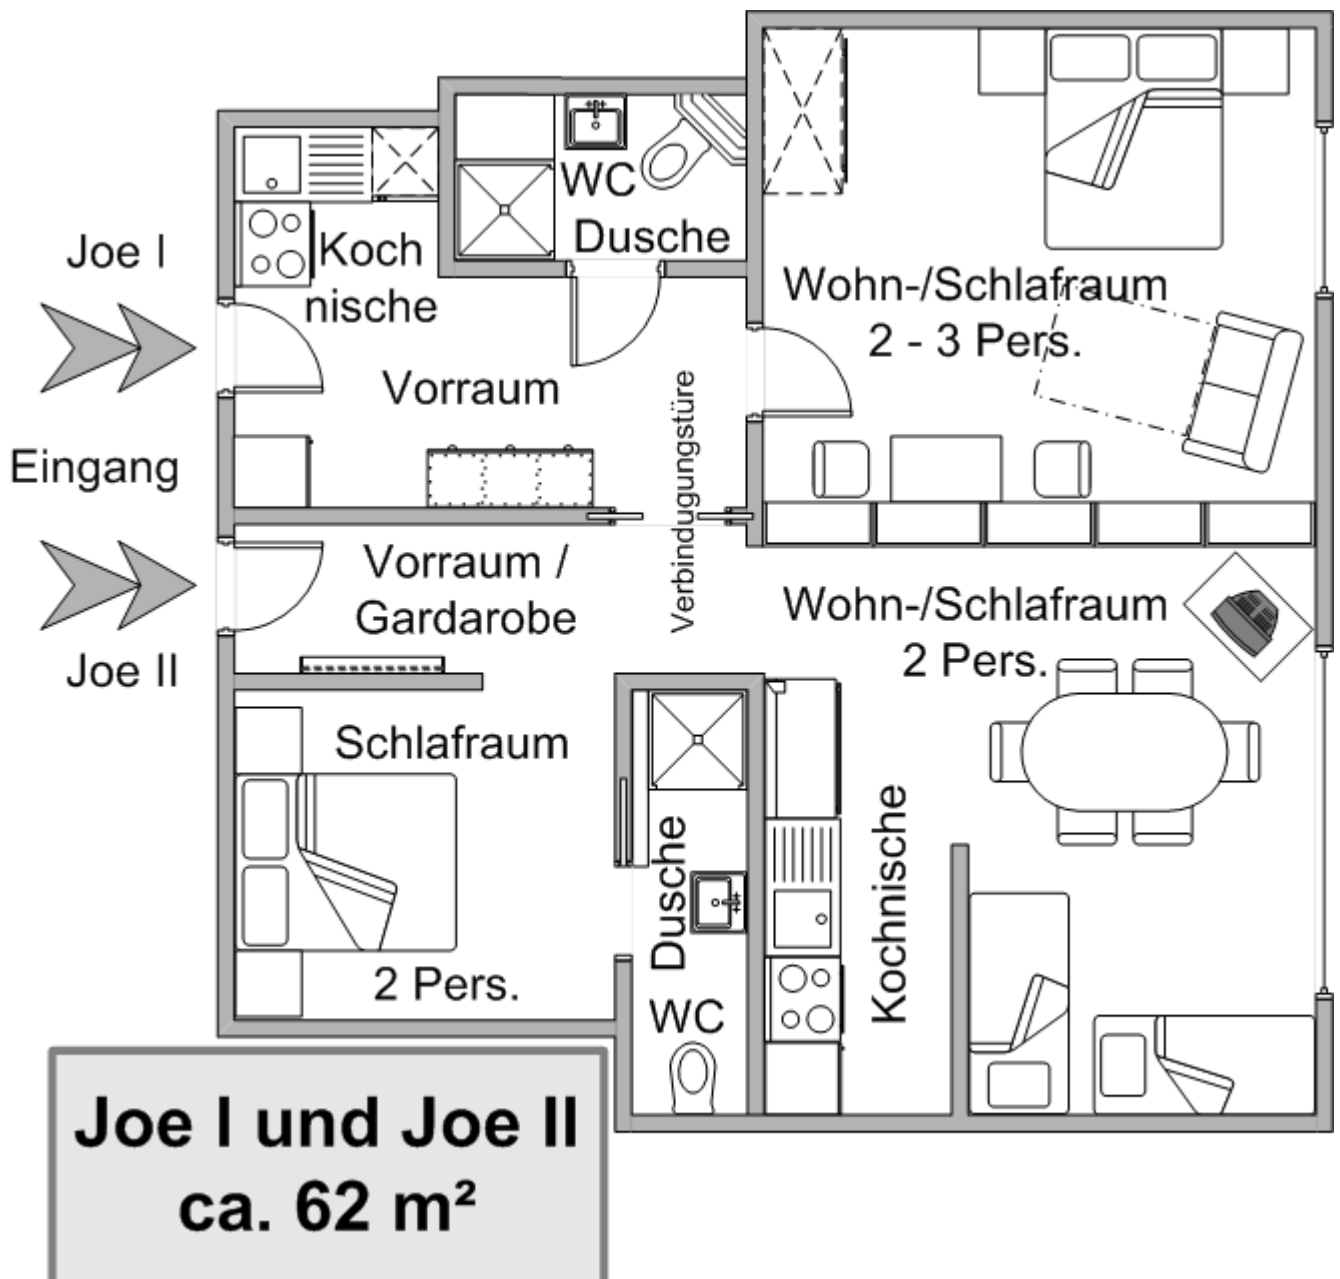 WC
Dusche
Joe I
Koch
nische
Wohn-/Schlafraum
2 - 3 Pers.
Vorraum
Verbindugungstüre
Eingang
Vorraum /
Gardarobe
Wohn-/Schlafraum
2 Pers.
Joe II
Schlafraum
2 Pers.
Dusche
WC
Kochnische
Joe I und Joe II
ca. 62 m²